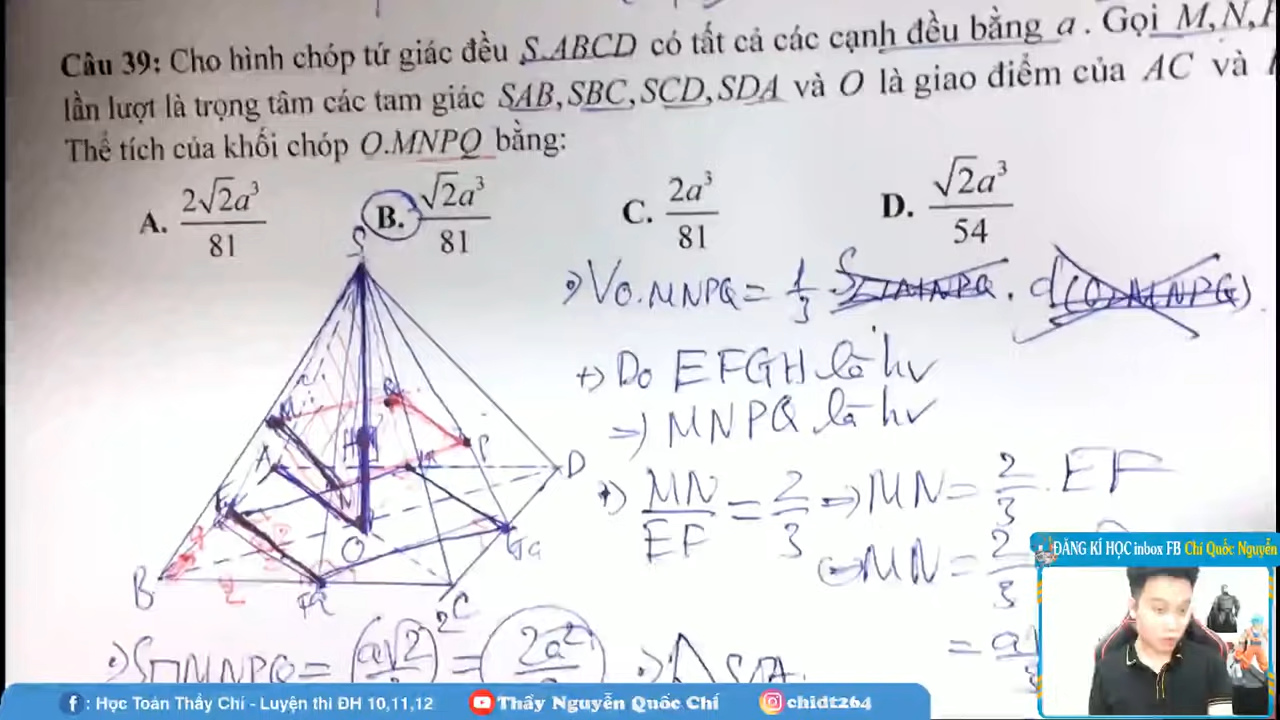 Câu 39: Cho hình chóp tứ giác đều S.ABCD có tất cả các cạnh đều bằng a. Gọi M,N,
lần lượt là trọng tâm các tam giác SAB,SBC,SCD,SDA và O là giao điểm của AC và
Thể tích của khối chóp O.MNPQ bằng:
A. 2√2a³/81 B. √2a³/81 C. 2a³/81 D. √2a³/54
S
M Q H P
A D
E N
O G
B F C
V O.MNPQ = 1/3
+) Do EFGH là hv
=> MNPQ là hv
+) MN/EF = 2/3 => MN = 2/3 . EF
MN = 2/3
S MNPQ = (a√2 )² = 2a²
ĐĂNG KÍ HỌC inbox FB Chí Quốc Nguyễn
f : Học Toán Thầy Chí - Luyện thi ĐH 10,11,12 Thầy Nguyễn Quốc Chí chidt264